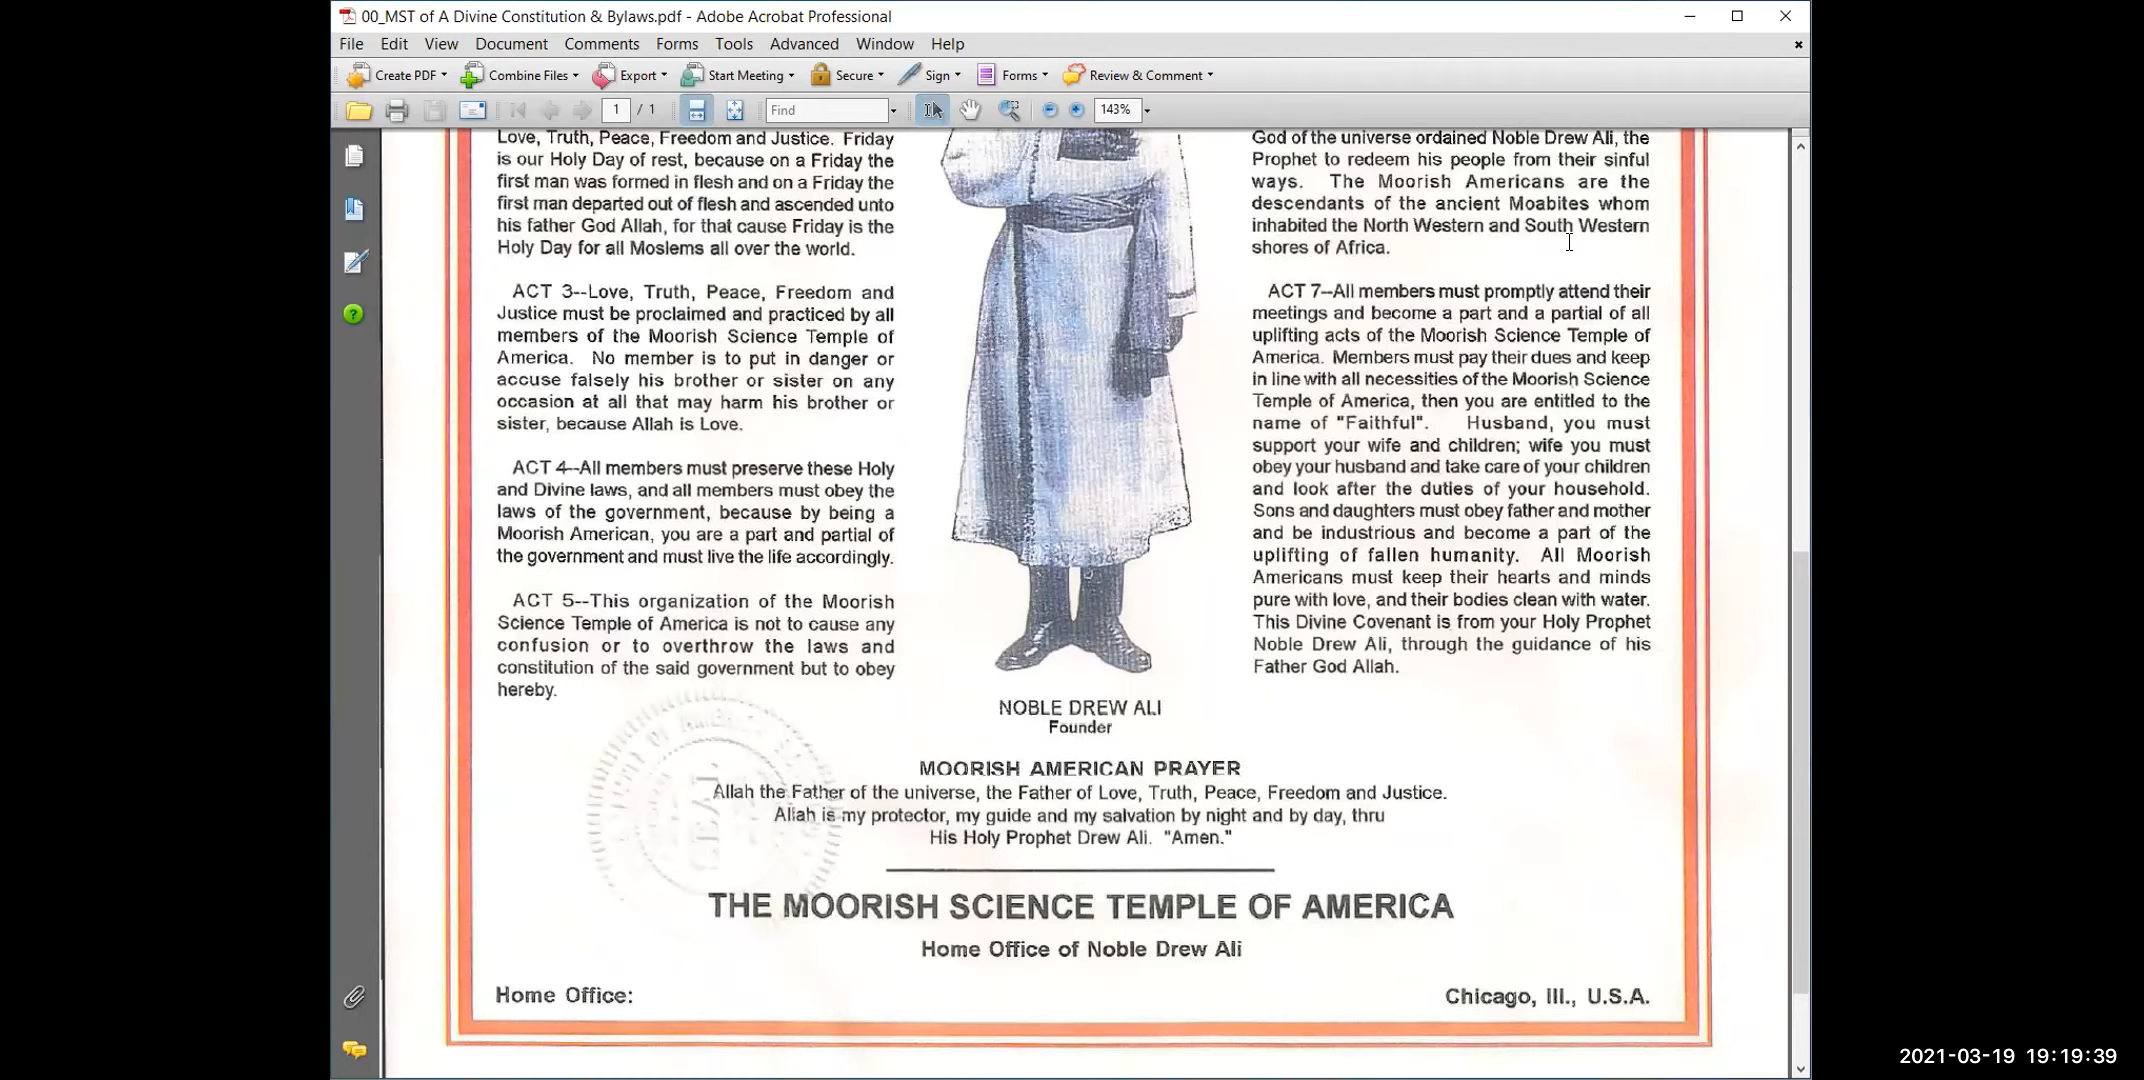 00_MST of A Divine Constitution & Bylaws.pdf - Adobe Acrobat Professional
File Edit View Document Comments Forms Tools Advanced Window Help
Create PDF Combine Files Export Start Meeting Secure Sign Forms Review & Comment
1 / 1 Find 143%
Love, Truth, Peace, Freedom and Justice. Friday
is our Holy Day of rest, because on a Friday the
first man was formed in flesh and on a Friday the
first man departed out of flesh and ascended unto
his father God Allah, for that cause Friday is the
Holy Day for all Moslems all over the world.
ACT 3--Love, Truth, Peace, Freedom and
Justice must be proclaimed and practiced by all
members of the Moorish Science Temple of
America. No member is to put in danger or
accuse falsely his brother or sister on any
occasion at all that may harm his brother or
sister, because Allah is Love.
ACT 4--All members must preserve these Holy
and Divine laws, and all members must obey the
laws of the government, because by being a
Moorish American, you are a part and partial of
the government and must live the life accordingly.
ACT 5--This organization of the Moorish
Science Temple of America is not to cause any
confusion or to overthrow the laws and
constitution of the said government but to obey
hereby.
God of the universe ordained Noble Drew Ali, the
Prophet to redeem his people from their sinful
ways. The Moorish Americans are the
descendants of the ancient Moabites whom
inhabited the North Western and South Western
shores of Africa.
ACT 7--All members must promptly attend their
meetings and become a part and a partial of all
uplifting acts of the Moorish Science Temple of
America. Members must pay their dues and keep
in line with all necessities of the Moorish Science
Temple of America, then you are entitled to the
name of "Faithful". Husband, you must
support your wife and children; wife you must
obey your husband and take care of your children
and look after the duties of your household.
Sons and daughters must obey father and mother
and be industrious and become a part of the
uplifting of fallen humanity. All Moorish
Americans must keep their hearts and minds
pure with love, and their bodies clean with water.
This Divine Covenant is from your Holy Prophet
Noble Drew Ali, through the guidance of his
Father God Allah.
NOBLE DREW ALI
Founder
MOORISH AMERICAN PRAYER
Allah the Father of the universe, the Father of Love, Truth, Peace, Freedom and Justice.
Allah is my protector, my guide and my salvation by night and by day, thru
His Holy Prophet Drew Ali. "Amen."
THE MOORISH SCIENCE TEMPLE OF AMERICA
Home Office of Noble Drew Ali
Home Office: Chicago, Ill., U.S.A.
2021-03-19 19:19:39